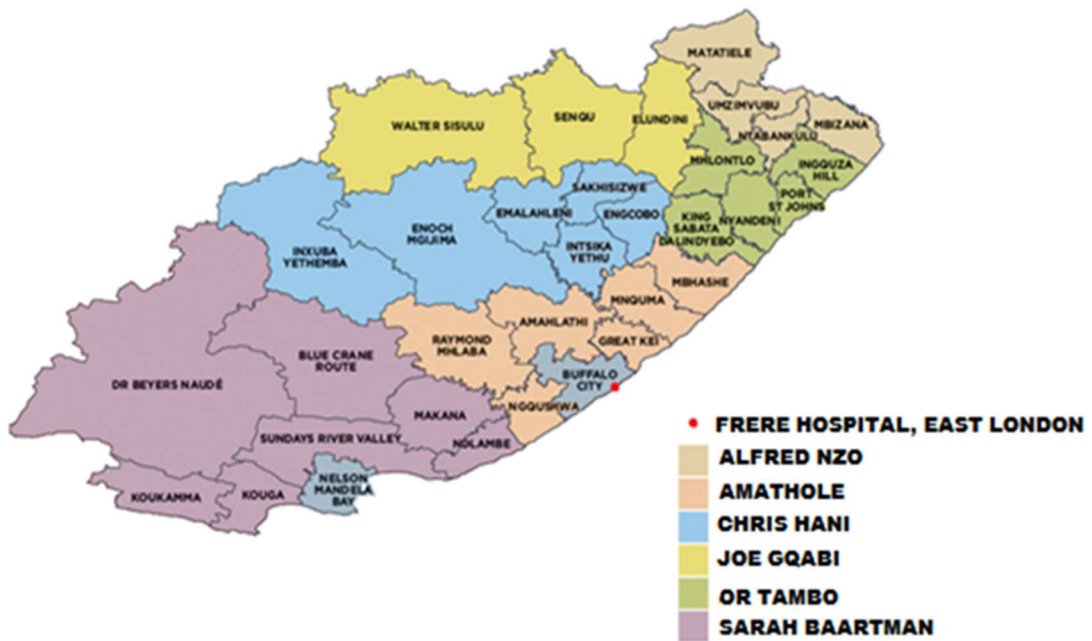 MATATIELE
UMZIMVUBU
MBIZANA
NTABANKULU
ELUNDINI
SENQU
WALTER SISULU
MHLONTLO
INGQUZA
HILL
PORT
ST JOHNS
NYANDENI
KING
SABATA
DALINDYEBO
SAKHISIZWE
EMALAHLENI
ENGCOBO
ENOCH
MGIJIMA
INTSIKA
YETHU
INXUBA
YETHEMBA
MBHASHE
MNQUMA
AMAHLATHI
GREAT KEI
RAYMOND
MHLABA
BUFFALO
CITY
NGQUSHWA
BLUE CRANE
ROUTE
DR BEYERS NAUDÉ
MAKANA
NDLAMBE
SUNDAYS RIVER VALLEY
NELSON
MANDELA
BAY
KOUGA
KOUKAMMA
FRERE HOSPITAL, EAST LONDON
ALFRED NZO
AMATHOLE
CHRIS HANI
JOE GQABI
OR TAMBO
SARAH BAARTMAN